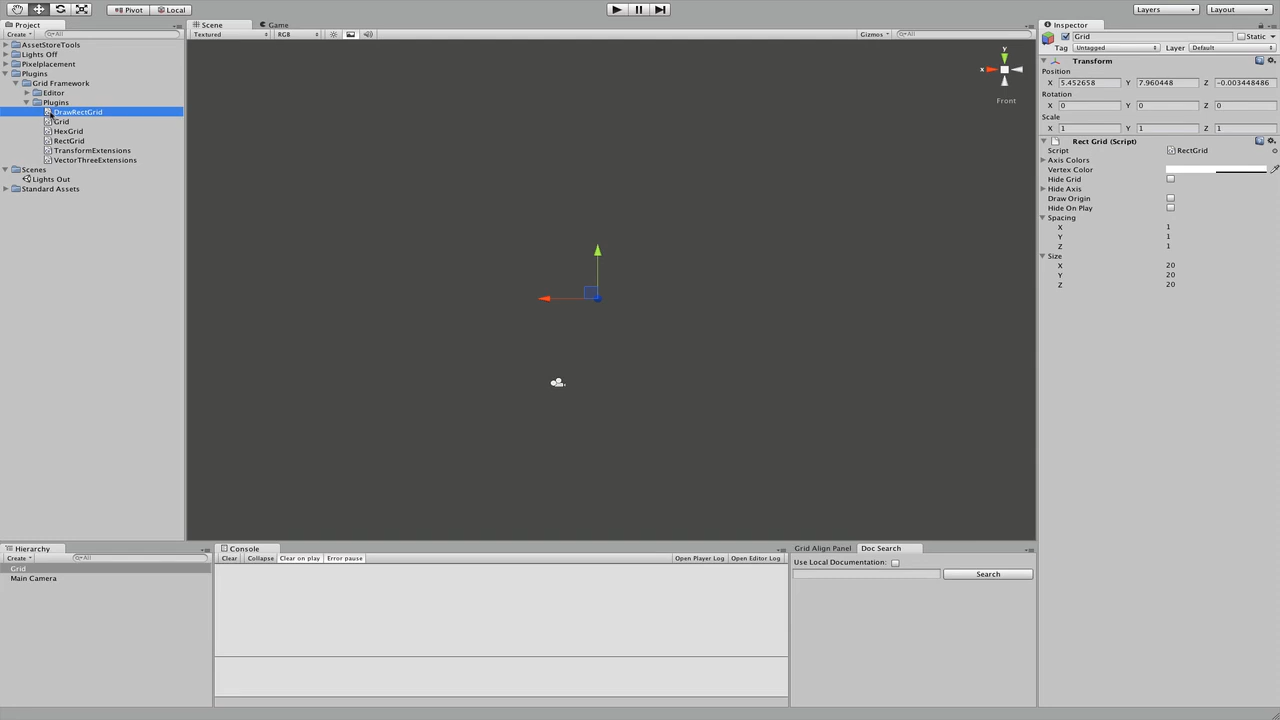 Pivot Local Layers Layout
Project
Create All
AssetStoreTools
Lights Off
Pixelplacement
Plugins
Grid Framework
Editor
Plugins
DrawRectGrid
Grid
HexGrid
RectGrid
TransformExtensions
VectorThreeExtensions
Scenes
Lights Out
Standard Assets
Scene Game
Textured RGB Gizmos All
y
x
Front
Inspector
Grid Static
Tag Untagged Layer Default
Transform
Position
X 5.452658 Y 7.960448 Z -0.003448486
Rotation
X 0 Y 0 Z 0
Scale
X 1 Y 1 Z 1
Rect Grid (Script)
Script RectGrid
Axis Colors
Vertex Color
Hide Grid
Hide Axis
Draw Origin
Hide On Play
Spacing
X 1
Y 1
Z 1
Size
X 20
Y 20
Z 20
Hierarchy
Create All
Grid
Main Camera
Console
Clear Collapse Clear on play Error pause Open Player Log Open Editor Log
Grid Align Panel Doc Search
Use Local Documentation:
Search